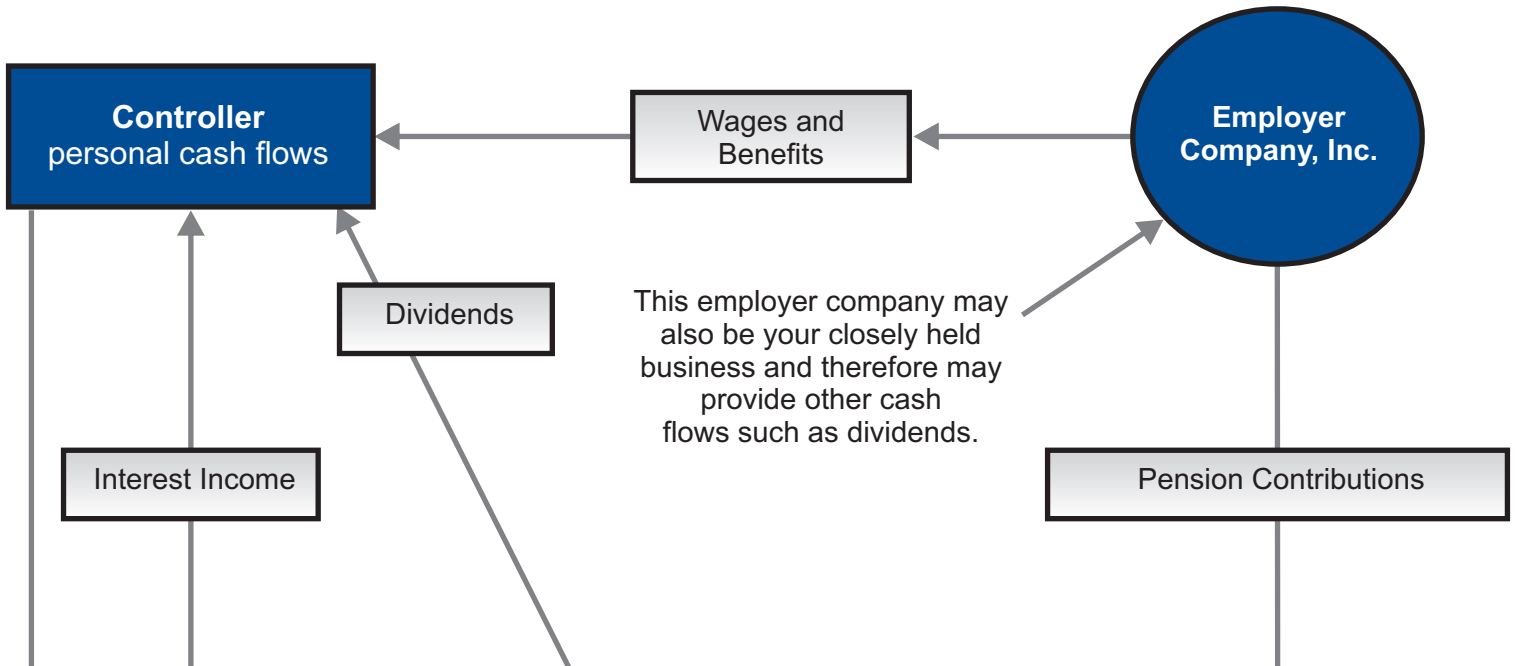 Controller
personal cash flows
Wages and
Benefits
Employer
Company, Inc.
Dividends
This employer company may
also be your closely held
business and therefore may
provide other cash
flows such as dividends.
Interest Income
Pension Contributions